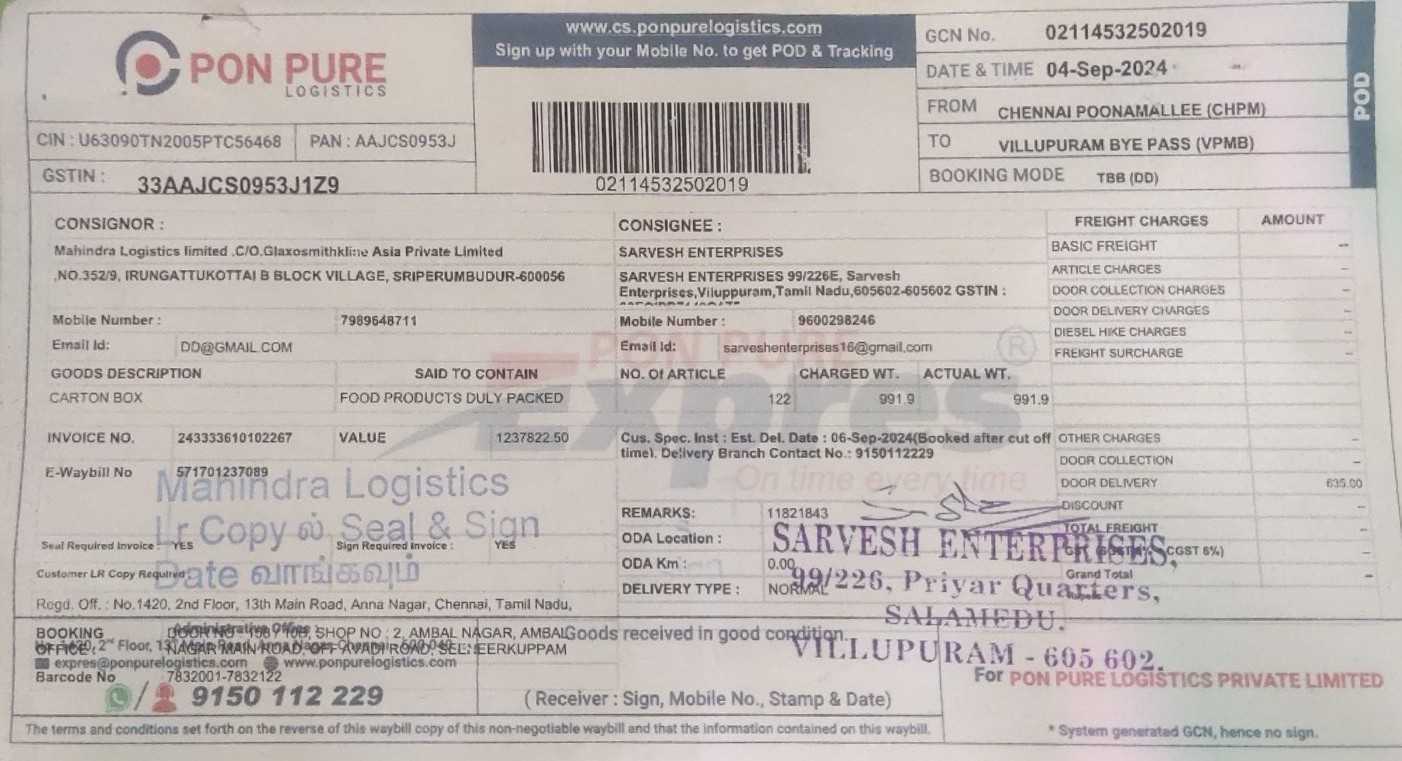 PON PURE
LOGISTICS
www.cs.ponpurelogistics.com
Sign up with your Mobile No. to get POD & Tracking
02114532502019
GCN No. 02114532502019
DATE & TIME 04-Sep-2024
FROM CHENNAI POONAMALLEE (CHPM)
TO VILLUPURAM BYE PASS (VPMB)
BOOKING MODE TBB (DD)
POD
CIN : U63090TN2005PTC56468 PAN : AAJCS0953J
GSTIN : 33AAJCS0953J1Z9
CONSIGNOR :
Mahindra Logistics limited .C/O.Glaxosmithkline Asia Private Limited
,NO.352/9, IRUNGATTUKOTTAI B BLOCK VILLAGE, SRIPERUMBUDUR-600056
Mobile Number : 7989648711
Email Id: DD@GMAIL.COM
CONSIGNEE :
SARVESH ENTERPRISES
SARVESH ENTERPRISES 99/226E, Sarvesh
Enterprises,Viluppuram,Tamil Nadu,605602-605602 GSTIN :
Mobile Number : 9600298246
Email Id: sarveshenterprises16@gmail.com
FREIGHT CHARGES AMOUNT
BASIC FREIGHT --
ARTICLE CHARGES --
DOOR COLLECTION CHARGES --
DOOR DELIVERY CHARGES --
DIESEL HIKE CHARGES --
FREIGHT SURCHARGE --
GOODS DESCRIPTION SAID TO CONTAIN NO. Of ARTICLE CHARGED WT. ACTUAL WT.
CARTON BOX FOOD PRODUCTS DULY PACKED 122 991.9 991.9
PON PURE
Expres ®
On time every time
INVOICE NO. 243333610102267 VALUE 1237822.50
E-Waybill No 571701237089
Mahindra Logistics
Lr Copy ல் Seal & Sign
Date வாங்கவும்
Seal Required Invoice : YES Sign Required Invoice : YES
Customer LR Copy Required
Cus. Spec. Inst : Est. Del. Date : 06-Sep-2024(Booked after cut off
time). Delivery Branch Contact No.: 9150112229
REMARKS: 11821843
ODA Location :
ODA Km : 0.00
DELIVERY TYPE : NORMAL
OTHER CHARGES --
DOOR COLLECTION --
DOOR DELIVERY 635.00
DISCOUNT --
TOTAL FREIGHT --
CGST 6%)
Grand Total --
SARVESH ENTERPRISES,
99/226, Priyar Quarters,
SALAMEDU.
VILLUPURAM - 605 602.
Regd. Off. : No.1420, 2nd Floor, 13th Main Road, Anna Nagar, Chennai, Tamil Nadu,
BOOKING
SHOP NO : 2, AMBAL NAGAR, AMBAL
NAGAR MAIN ROAD,
expres@ponpurelogistics.com www.ponpurelogistics.com
Barcode No 7832001-7832122
9150 112 229
Goods received in good condition.
(Receiver : Sign, Mobile No., Stamp & Date)
For PON PURE LOGISTICS PRIVATE LIMITED
* System generated GCN, hence no sign.
The terms and conditions set forth on the reverse of this waybill copy of this non-negotiable waybill and that the information contained on this waybill.